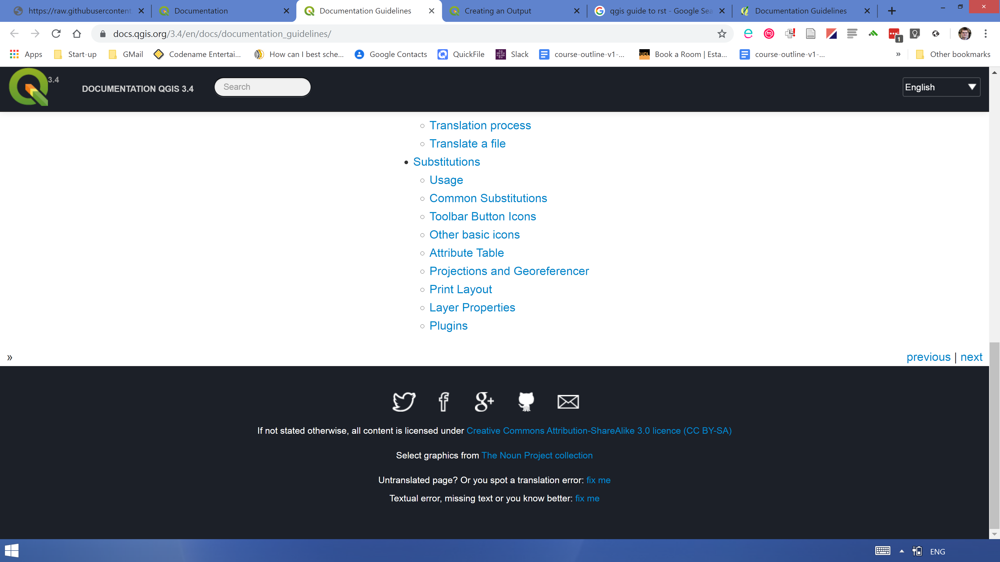 https://raw.githubusercontent
Documentation
Documentation Guidelines
Creating an Output
qgis guide to rst - Google Sea
Documentation Guidelines
docs.qgis.org/3.4/en/docs/documentation_guidelines/
1
Apps
Start-up
GMail
Codename Entertai...
How can I best sche...
Google Contacts
QuickFile
Slack
course-outline-v1-...
UCL
Book a Room | Esta...
course-outline-v1-...
»
Other bookmarks
3.4
DOCUMENTATION QGIS 3.4
Search
English
Translation process
Translate a file
Substitutions
Usage
Common Substitutions
Toolbar Button Icons
Other basic icons
Attribute Table
Projections and Georeferencer
Print Layout
Layer Properties
Plugins
»
previous | next
If not stated otherwise, all content is licensed under Creative Commons Attribution-ShareAlike 3.0 licence (CC BY-SA)
Select graphics from The Noun Project collection
Untranslated page? Or you spot a translation error: fix me
Textual error, missing text or you know better: fix me
ENG